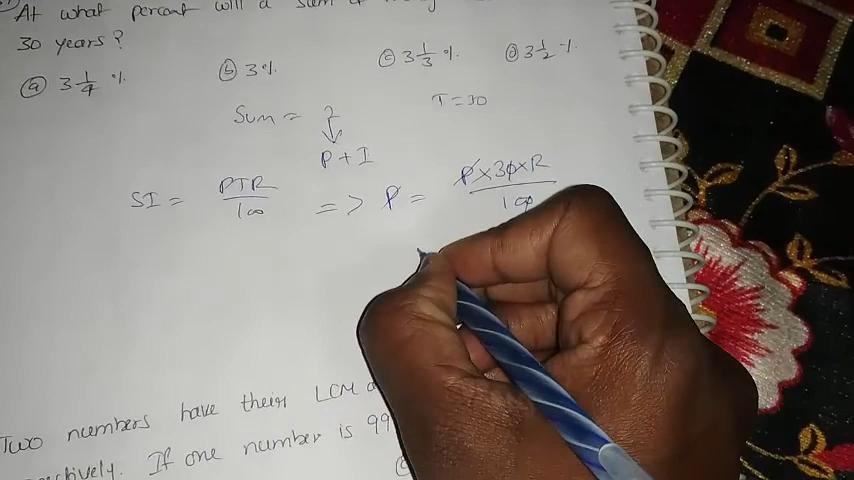 At what percent will a sum
30 years?
ⓐ 3 1/4 % ⓑ 3% ⓒ 3 1/3 % ⓓ 3 1/2 %
Sum = 2 T = 30
P + I
SI = PTR/100 => P = P×30×R/100
Two numbers have their LCM
If one number is 99